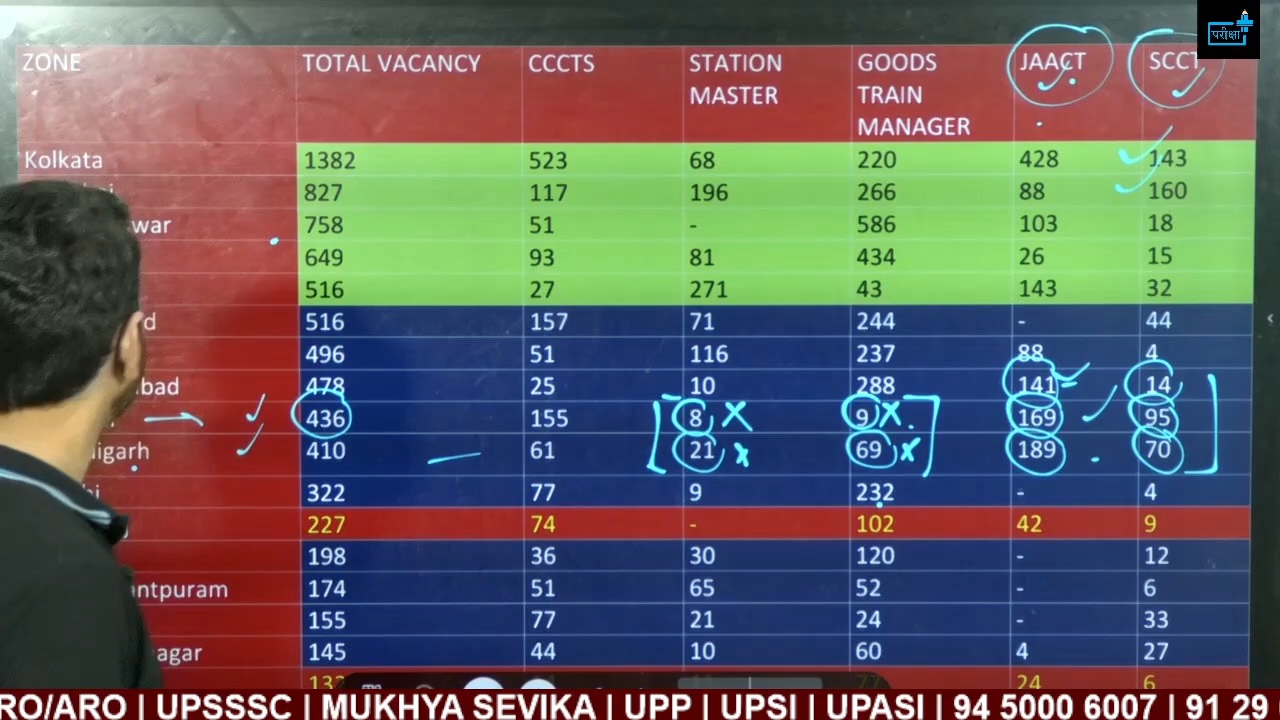 परीक्षा
ZONE TOTAL VACANCY CCCTS STATION MASTER GOODS TRAIN MANAGER JAACT SCCT
Kolkata 1382 523 68 220 428 143
827 117 196 266 88 160
war 758 51 - 586 103 18
649 93 81 434 26 15
516 27 271 43 143 32
d 516 157 71 244 - 44
496 51 116 237 88 4
bad 478 25 10 288 141 14
436 155 8 9 169 95
igarh 410 61 21 69 189 70
322 77 9 232 - 4
227 74 - 102 42 9
198 36 30 120 - 12
antpuram 174 51 65 52 - 6
155 77 21 24 - 33
agar 145 44 10 60 4 27
24 6
RO/ARO | UPSSSC | MUKHYA SEVIKA | UPP | UPSI | UPASI | 94 5000 6007 | 91 29